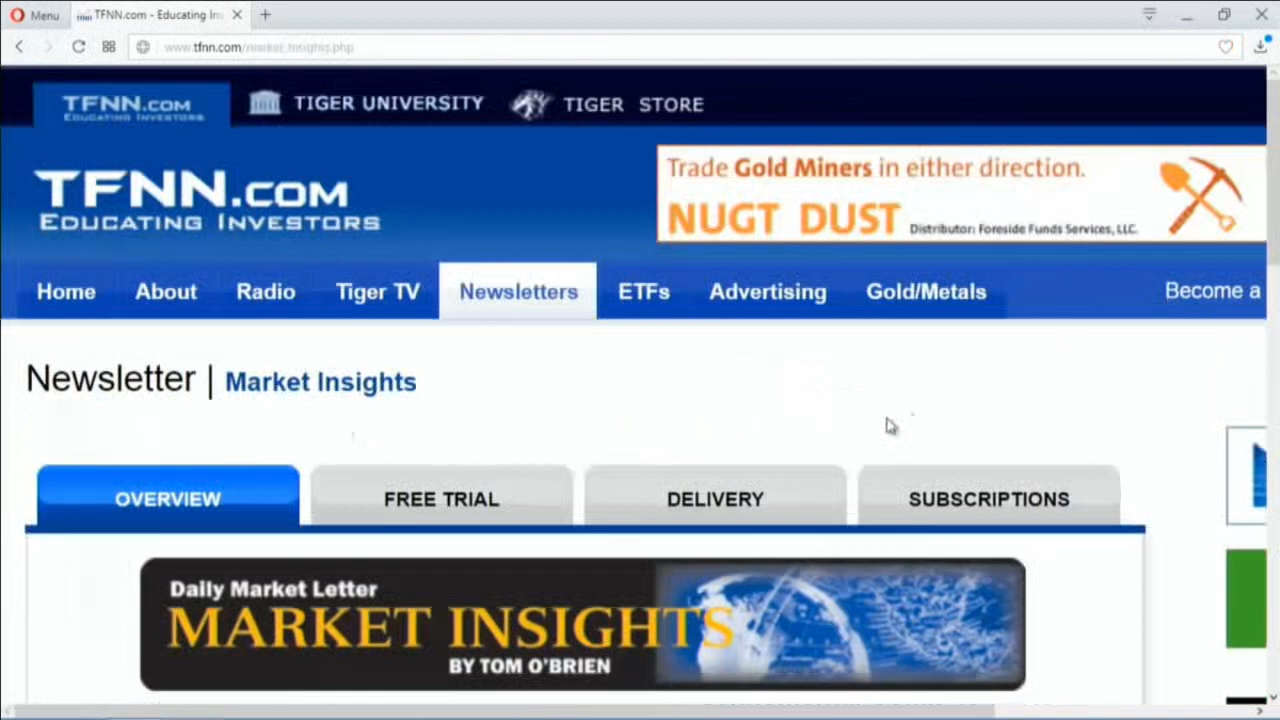 Menu
TFNN.com - Educating In
www.tfnn.com/market_insights.php
TFNN.COM
EDUCATING INVESTORS
TIGER UNIVERSITY
TIGER STORE
TFNN.COM
EDUCATING INVESTORS
Trade Gold Miners in either direction.
NUGT DUST Distributor: Foreside Funds Services, LLC.
Home About Radio Tiger TV Newsletters ETFs Advertising Gold/Metals Become a
Newsletter | Market Insights
OVERVIEW FREE TRIAL DELIVERY SUBSCRIPTIONS
Daily Market Letter
MARKET INSIGHTS
BY TOM O'BRIEN